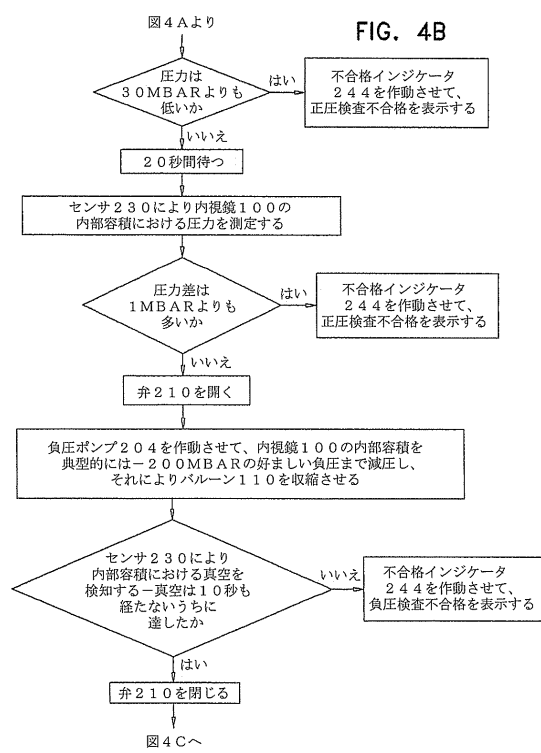 図4Aより
FIG. 4B
圧力は
30MBARよりも
低いか
はい
不合格インジケータ
244を作動させて、
正圧検査不合格を表示する
いいえ
20秒間待つ
センサ230により内視鏡100の
内部容積における圧力を測定する
圧力差は
1MBARよりも
多いか
はい
不合格インジケータ
244を作動させて、
正圧検査不合格を表示する
いいえ
弁210を開く
負圧ポンプ204を作動させて、内視鏡100の内部容積を
典型的には−200MBARの好ましい負圧まで減圧し、
それによりバルーン110を収縮させる
センサ230により
内部容積における真空を
検知する−真空は10秒も
経たないうちに
達したか
いいえ
不合格インジケータ
244を作動させて、
負圧検査不合格を表示する
はい
弁210を閉じる
図4Cへ